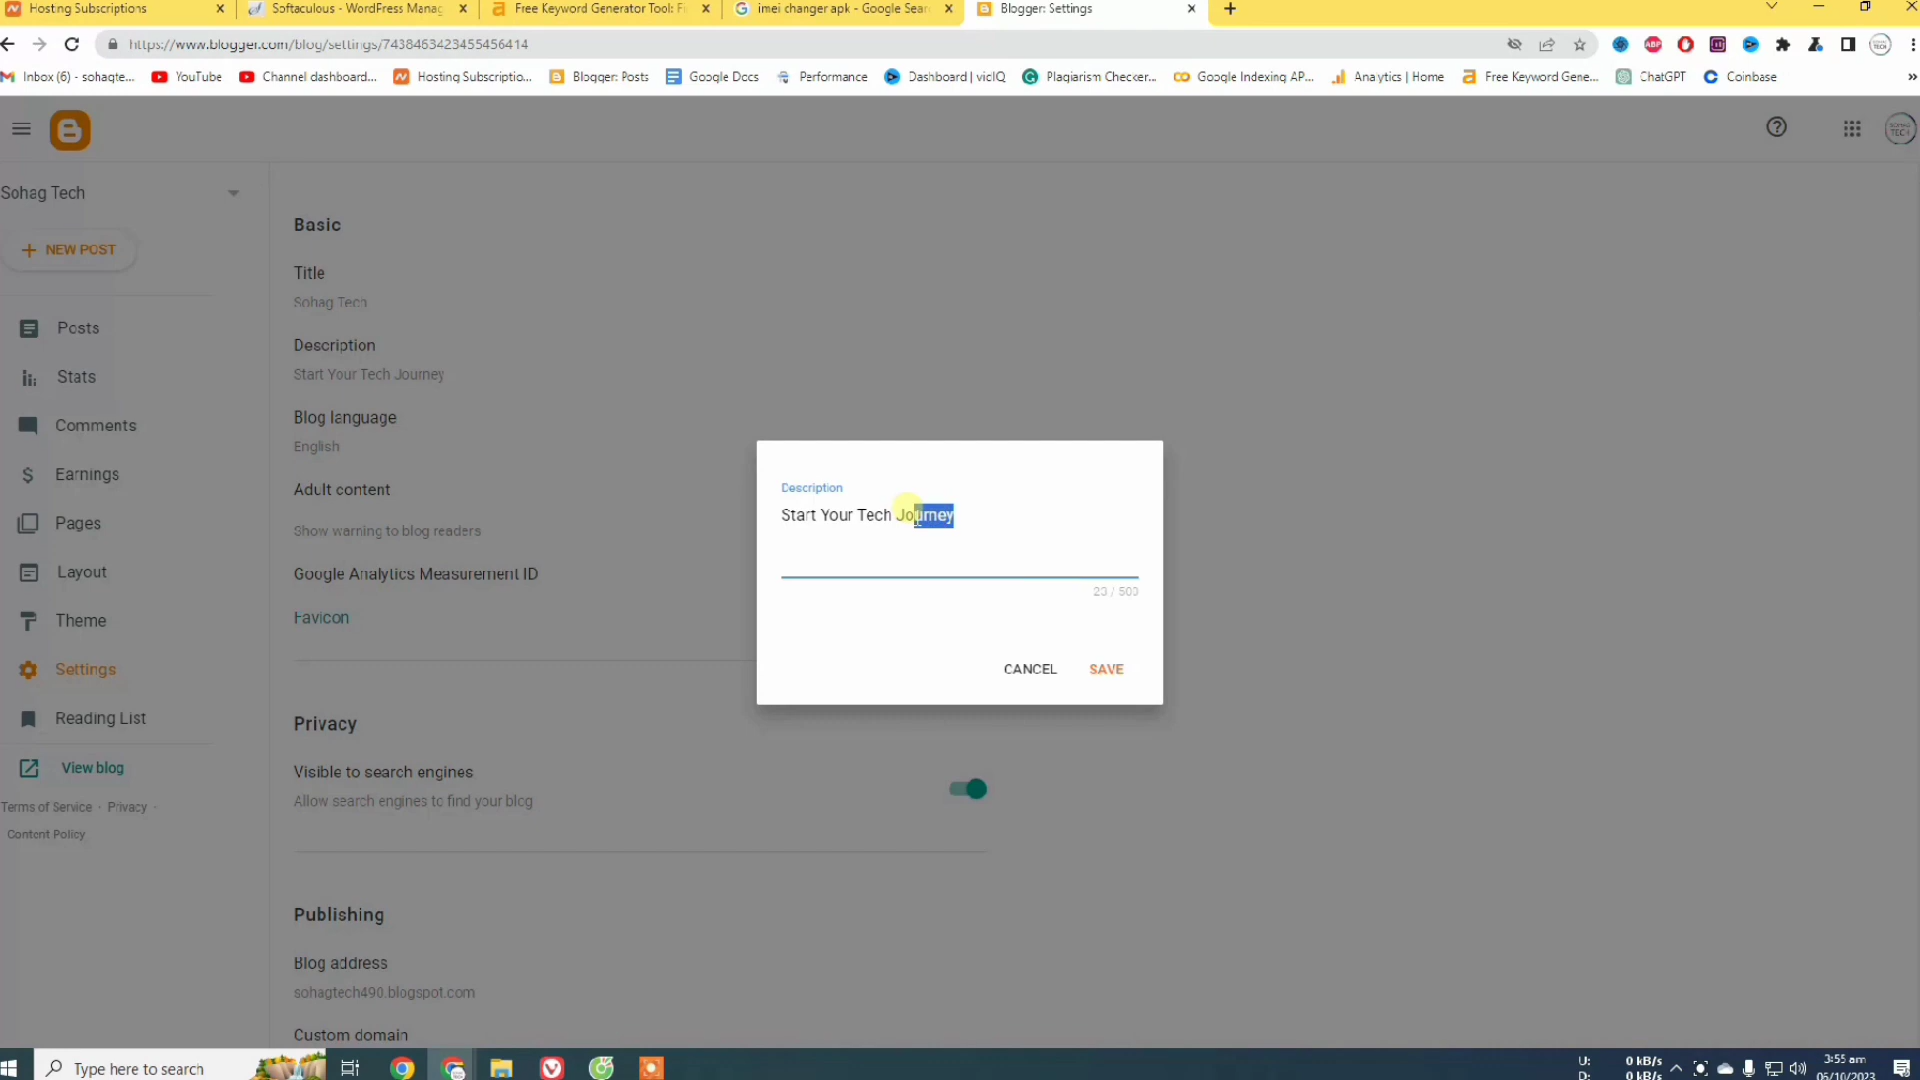 Hosting Subscriptions
Softaculous - WordPress Manag
Free Keyword Generator Tool: Fi
imei changer apk - Google Sear
Blogger: Settings
https://www.blogger.com/blog/settings/7438463423455456414
Inbox (6) - sohagte...
YouTube
Channel dashboard...
Hosting Subscriptio...
Blogger: Posts
Google Docs
Performance
Dashboard | vidIQ
Plagiarism Checker...
Google Indexing AP...
Analytics | Home
Free Keyword Gene...
ChatGPT
Coinbase
»
Sohag Tech
NEW POST
Posts
Stats
Comments
Earnings
Pages
Layout
Theme
Settings
Reading List
View blog
Terms of Service · Privacy ·
Content Policy
Basic
Title
Sohag Tech
Description
Start Your Tech Journey
Blog language
English
Adult content
Show warning to blog readers
Google Analytics Measurement ID
Favicon
Privacy
Visible to search engines
Allow search engines to find your blog
Publishing
Blog address
sohagtech490.blogspot.com
Custom domain
Description
Start Your Tech Journey
23 / 500
CANCEL
SAVE
Type here to search
U: 0 kB/s
D: 0 kB/s
3:55 am
06/10/2023